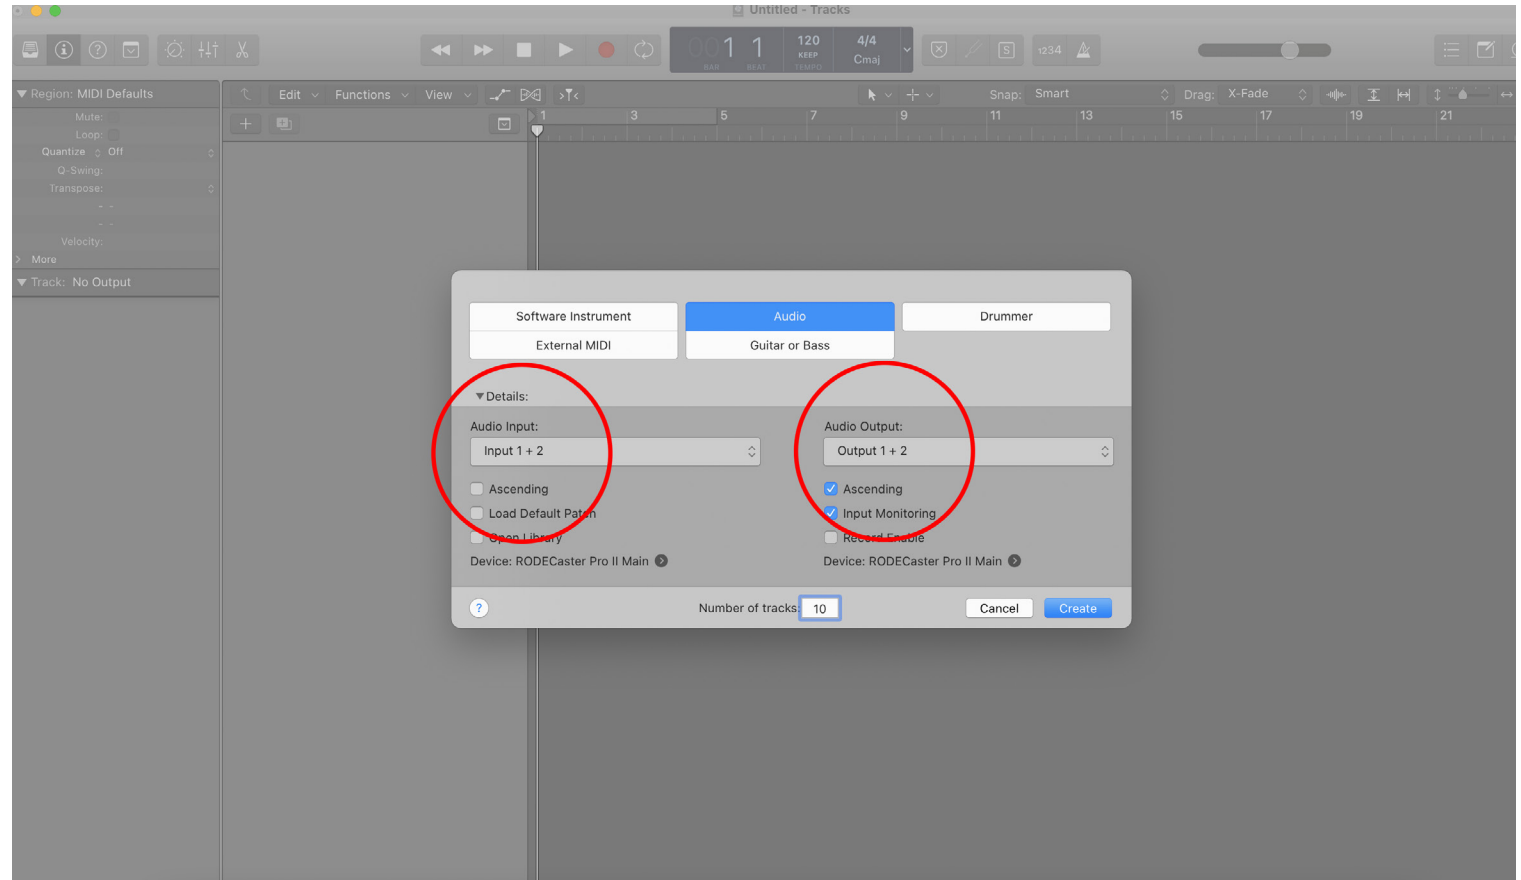 Untitled - Tracks
001 1
120
4/4
KEEP
Cmaj
BAR BEAT TEMPO
S
1234
Region: MIDI Defaults
Edit Functions View
Snap: Smart
Drag: X-Fade
Mute:
Loop:
Quantize Off
Q-Swing:
Transpose:
- -
- -
Velocity:
More
1 3 5 7 9 11 13 15 17 19 21
Track: No Output
Software Instrument
Audio
Drummer
External MIDI
Guitar or Bass
Details:
Audio Input:
Input 1 + 2
Ascending
Load Default Patch
Open Library
Device: RODECaster Pro II Main
Audio Output:
Output 1 + 2
Ascending
Input Monitoring
Record Enable
Device: RODECaster Pro II Main
?
Number of tracks: 10
Cancel
Create